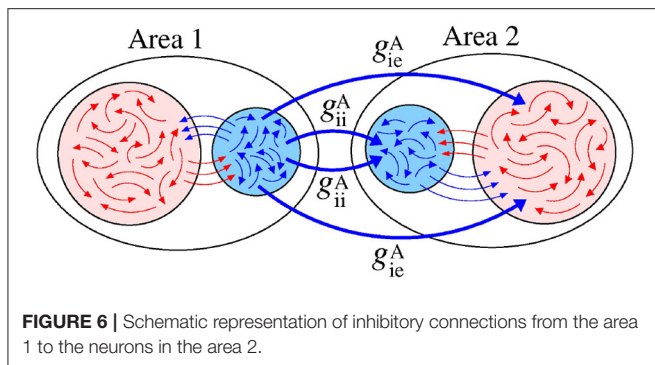 Area 1
Area 2
g^A_ie
g^A_ii
g^A_ii
g^A_ie
FIGURE 6 | Schematic representation of inhibitory connections from the area
1 to the neurons in the area 2.